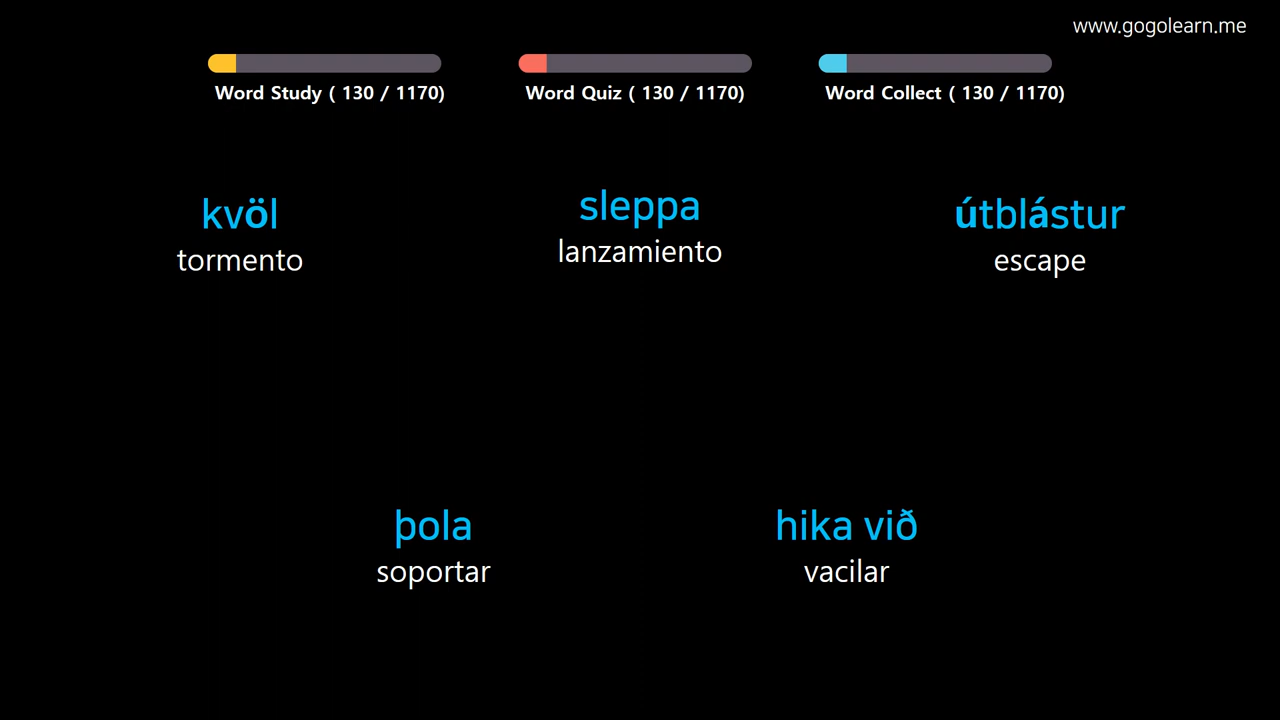 www.gogolearn.me
Word Study ( 130 / 1170)
Word Quiz ( 130 / 1170)
Word Collect ( 130 / 1170)
kvöl
tormento
sleppa
lanzamiento
útblástur
escape
þola
soportar
hika við
vacilar